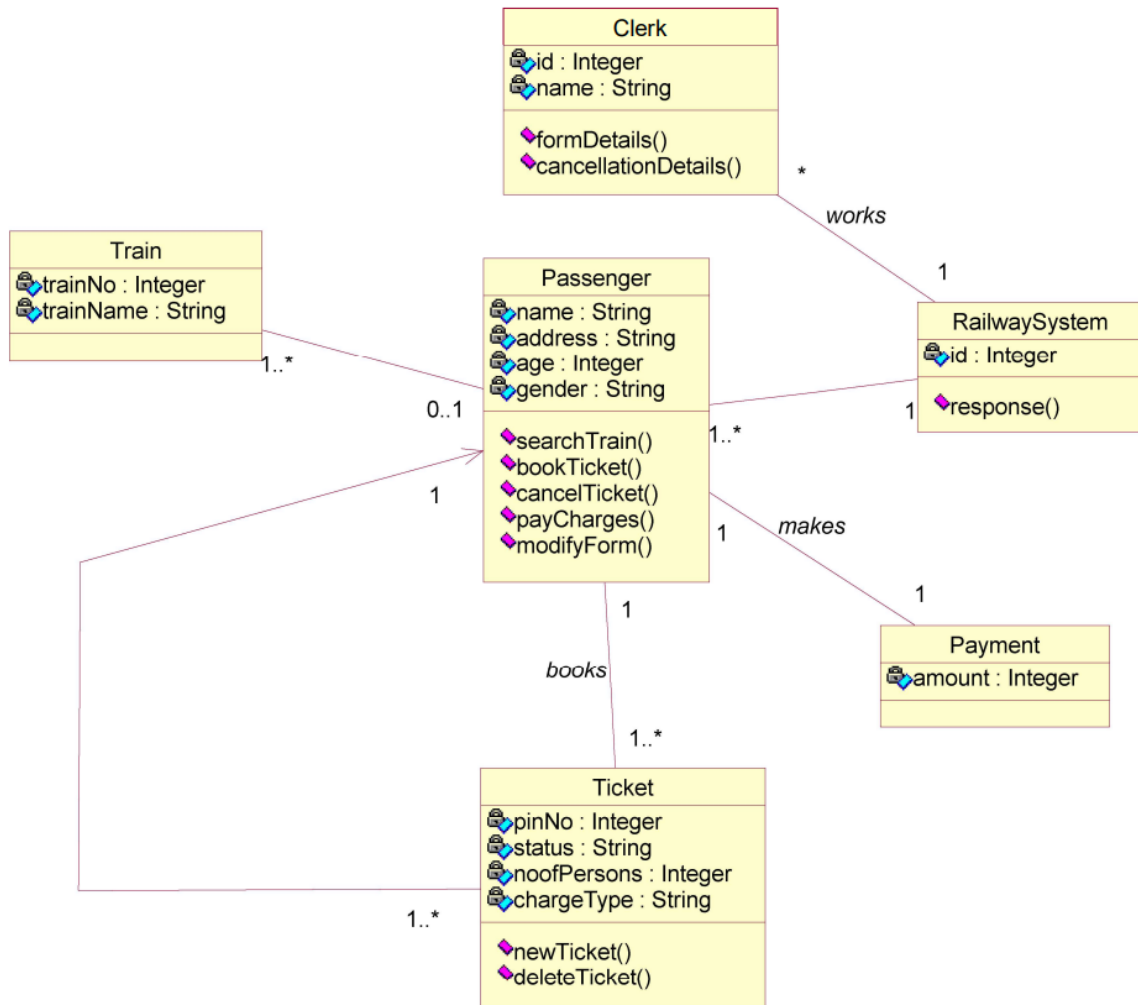 Clerk
id : Integer
name : String
formDetails()
cancellationDetails()
*
works
1
Train
trainNo : Integer
trainName : String
1..*
0..1
Passenger
name : String
address : String
age : Integer
gender : String
searchTrain()
bookTicket()
cancelTicket()
payCharges()
modifyForm()
RailwaySystem
id : Integer
response()
1..*
1
1
1
makes
1
Payment
amount : Integer
1
books
1..*
1..*
Ticket
pinNo : Integer
status : String
noofPersons : Integer
chargeType : String
newTicket()
deleteTicket()